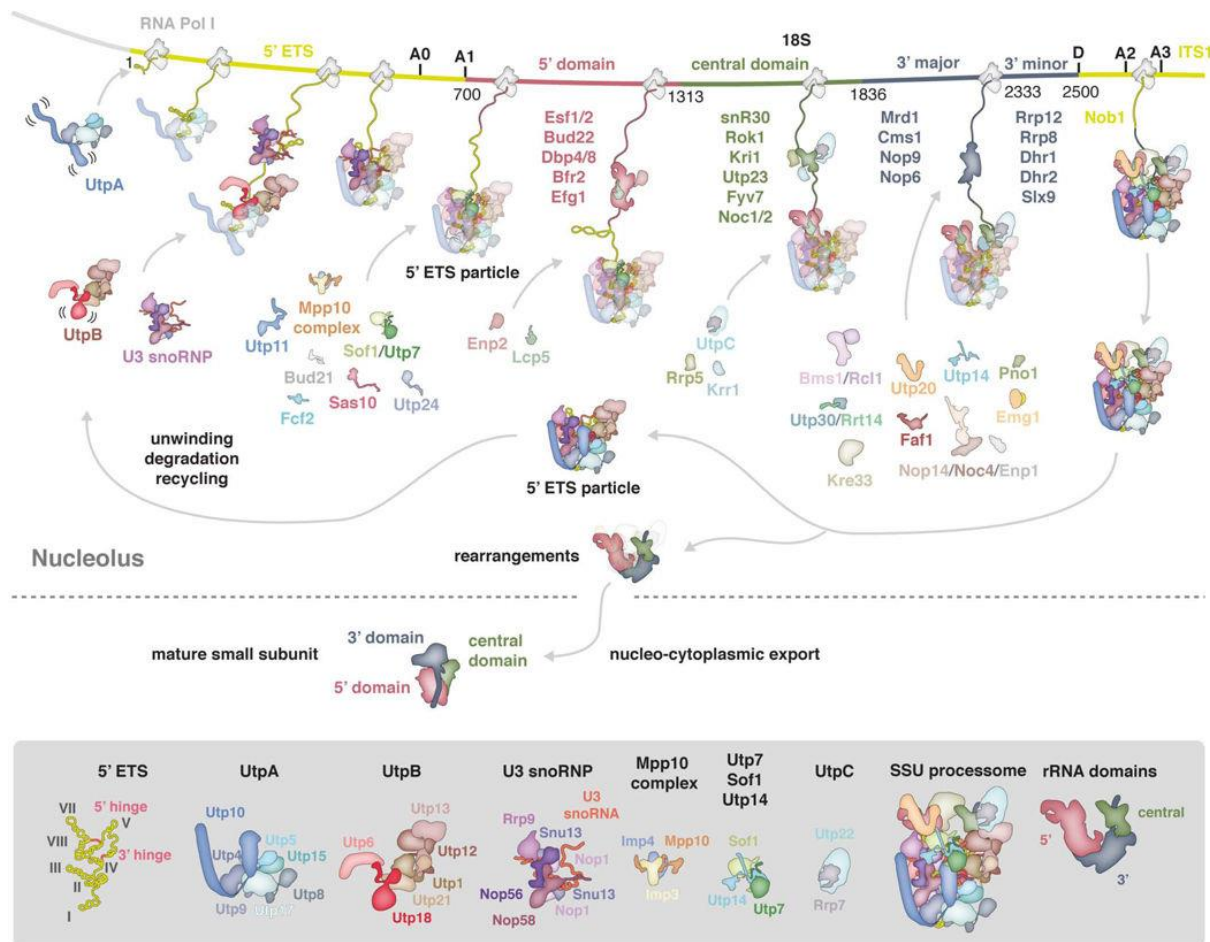 RNA Pol I
1
5’ ETS
A0
A1
700
5’ domain
1313
18S
central domain
1836
3’ major
3’ minor
2333
D
2500
A2
A3
ITS1
UtpA
Esf1/2
Bud22
Dbp4/8
Bfr2
Efg1
snR30
Rok1
Kri1
Utp23
Fyv7
Noc1/2
Mrd1
Cms1
Nop9
Nop6
Rrp12
Rrp8
Dhr1
Dhr2
Slx9
Nob1
5’ ETS particle
UtpB
U3 snoRNP
Mpp10
complex
Utp11
Sof1/Utp7
Bud21
Fcf2
Sas10
Utp24
Enp2
Lcp5
UtpC
Rrp5
Krr1
Bms1/Rcl1
Utp20
Utp14
Pno1
Utp30/Rrt14
Faf1
Emg1
Kre33
Nop14/Noc4/Enp1
unwinding
degradation
recycling
5’ ETS particle
Nucleolus
rearrangements
mature small subunit
3’ domain
central
domain
5’ domain
nucleo-cytoplasmic export
5’ ETS
VII
5’ hinge
V
VIII
3’ hinge
III
IV
II
I
UtpA
Utp10
Utp5
Utp4
Utp15
Utp8
Utp9
Utp17
UtpB
Utp13
Utp6
Utp12
Utp1
Utp21
Utp18
U3 snoRNP
U3
snoRNA
Rrp9
Snu13
Nop1
Nop56
Snu13
Nop58
Nop1
Mpp10
complex
Imp4
Mpp10
Imp3
Utp7
Sof1
Utp14
Sof1
Utp14
Utp7
UtpC
Utp22
Rrp7
SSU processome
rRNA domains
5’
central
3’